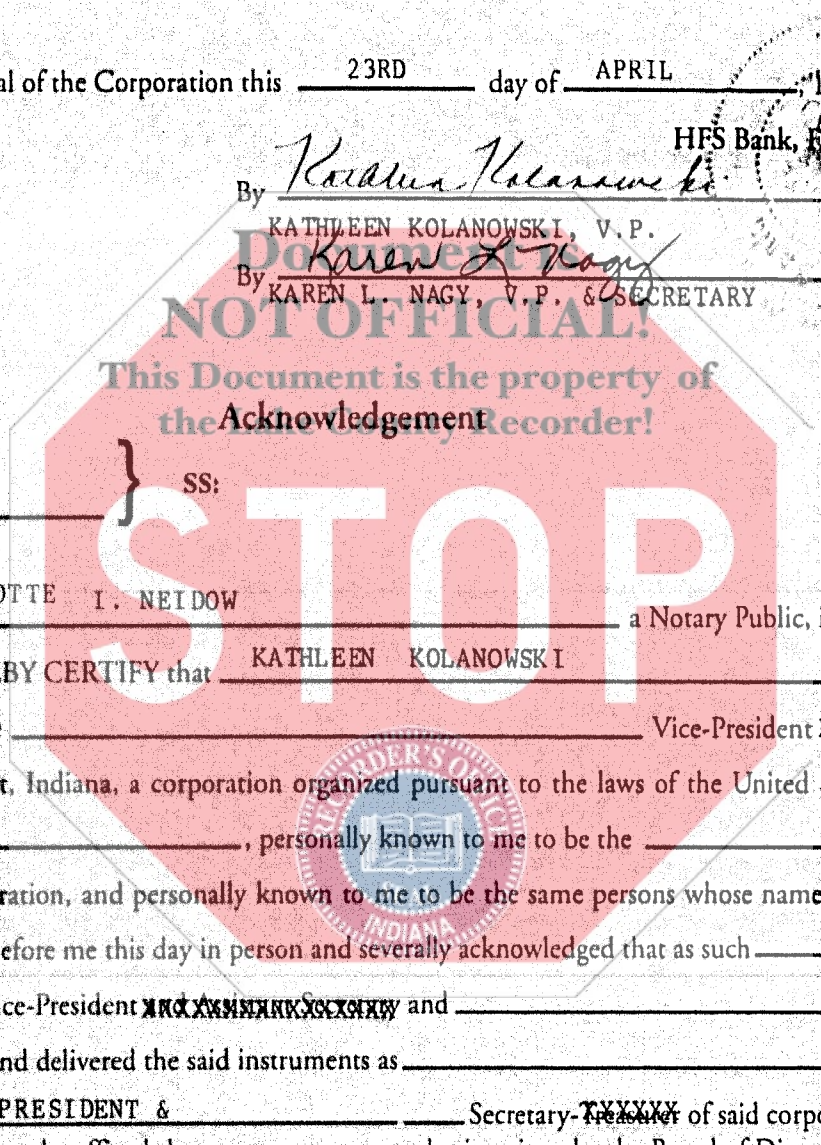 al of the Corporation this 23RD day of APRIL
HFS Bank, F
By Kathleen Kolanowski
KATHLEEN KOLANOWSKI, V.P.
Document is
By Karen L Nagy
KAREN L. NAGY, V.P. & SECRETARY
NOT OFFICIAL!
This Document is the property of
the Lake County Recorder!
Acknowledgement
} SS:
STOP
OTTE I. NEIDOW
a Notary Public, i
BY CERTIFY that KATHLEEN KOLANOWSKI
Vice-President
t, Indiana, a corporation organized pursuant to the laws of the United
RECORDER'S OFFICE
, personally known to me to be the
ration, and personally known to me to be the same persons whose name
INDIANA
efore me this day in person and severally acknowledged that as such
ce-President and
nd delivered the said instruments as
PRESIDENT &
Secretary-Treasurer of said corpo